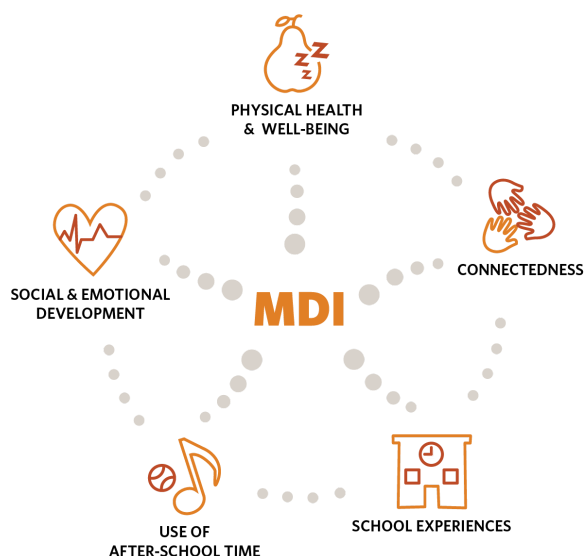 z z z
PHYSICAL HEALTH
& WELL-BEING
CONNECTEDNESS
SOCIAL & EMOTIONAL
DEVELOPMENT
MDI
SCHOOL EXPERIENCES
USE OF
AFTER-SCHOOL TIME